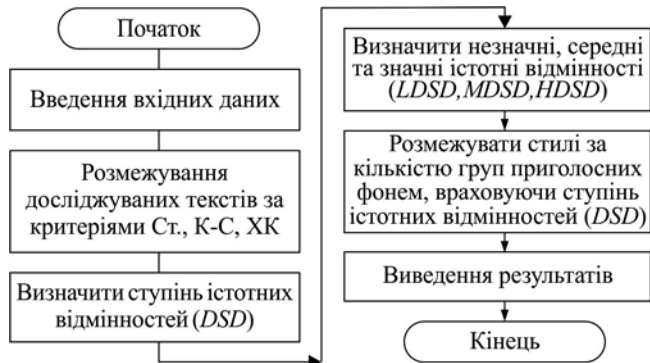 Початок
Введення вхідних даних
Розмежування
досліджуваних текстів за
критеріями Ст., К-С, ХК
Визначити ступінь істотних
відмінностей (DSD)
Визначити незначні, середні
та значні істотні відмінності
(LDSD,MDSD,HDSD)
Розмежувати стилі за
кількістю груп приголосних
фонем, враховуючи ступінь
істотних відмінностей (DSD)
Виведення результатів
Кінець